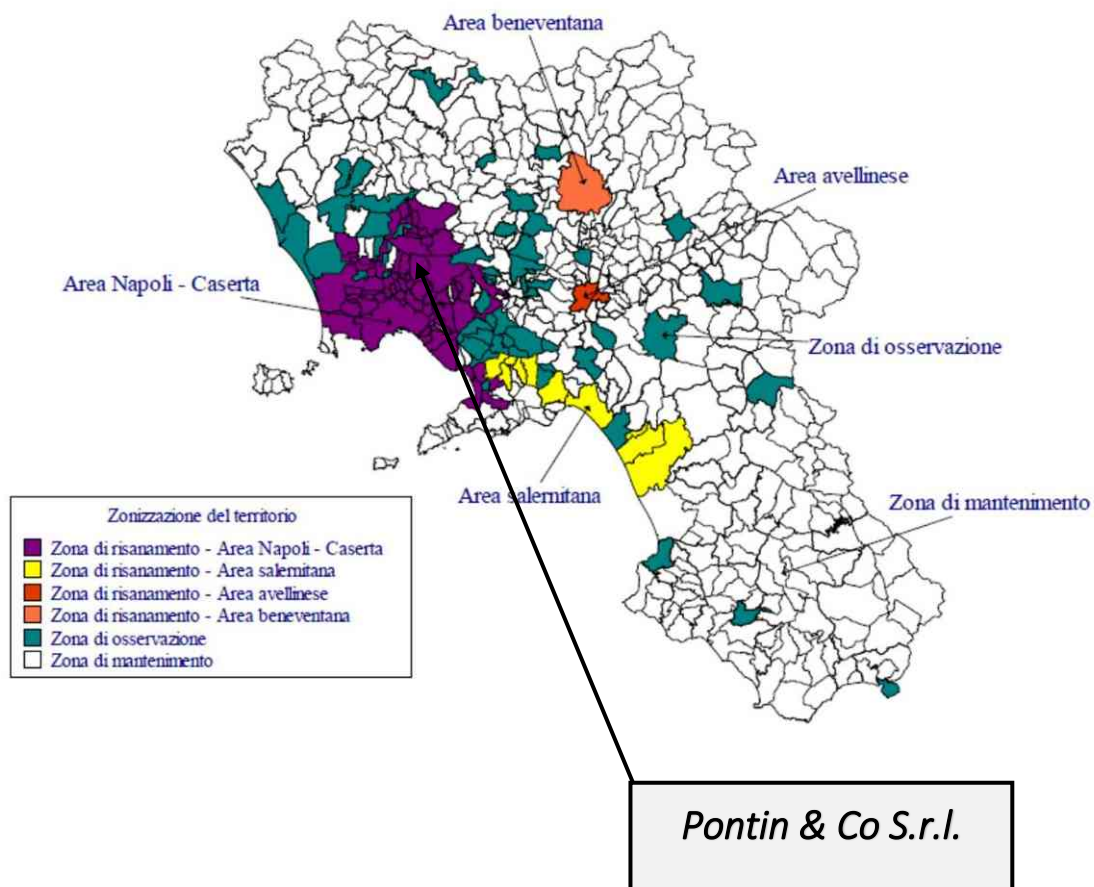 Area beneventana
Area avellinese
Area Napoli - Caserta
Zona di osservazione
Area salernitana
Zona di mantenimento
Zonizzazione del territorio
Zona di risanamento - Area Napoli - Caserta
Zona di risanamento - Area salernitana
Zona di risanamento - Area avellinese
Zona di risanamento - Area beneventana
Zona di osservazione
Zona di mantenimento
Pontin & Co S.r.l.